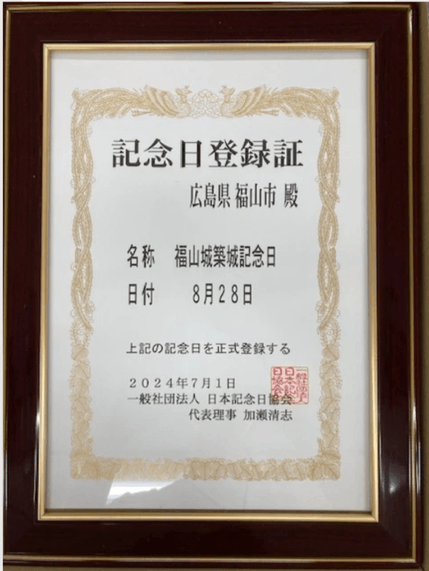 記念日登録証
広島県 福山市 殿
名称 福山城築城記念日
日付 8月28日
上記の記念日を正式登録する
2024年7月1日
一般社団法人 日本記念日協会
代表理事 加瀬清志